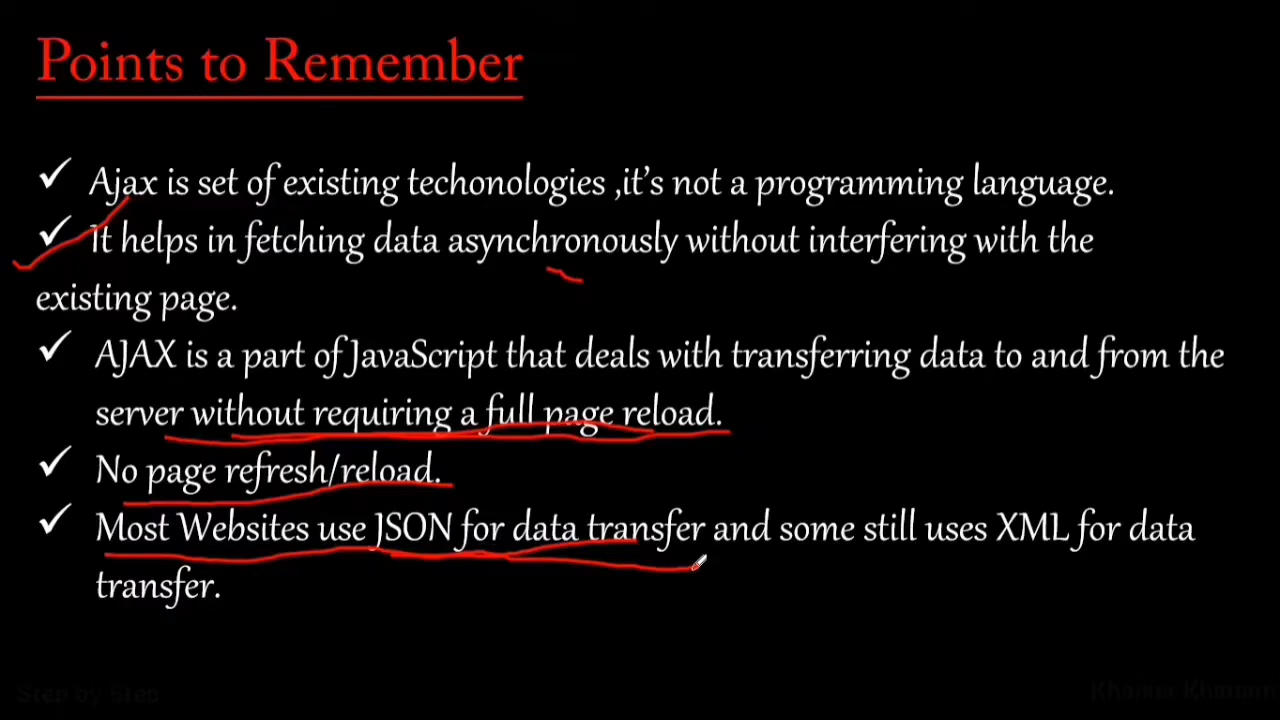 Points to Remember
✓ Ajax is set of existing techonologies ,it's not a programming language.
✓ It helps in fetching data asynchronously without interfering with the
existing page.
✓ AJAX is a part of JavaScript that deals with transferring data to and from the
server without requiring a full page reload.
✓ No page refresh/reload.
✓ Most Websites use JSON for data transfer and some still uses XML for data
transfer.
Step by Step